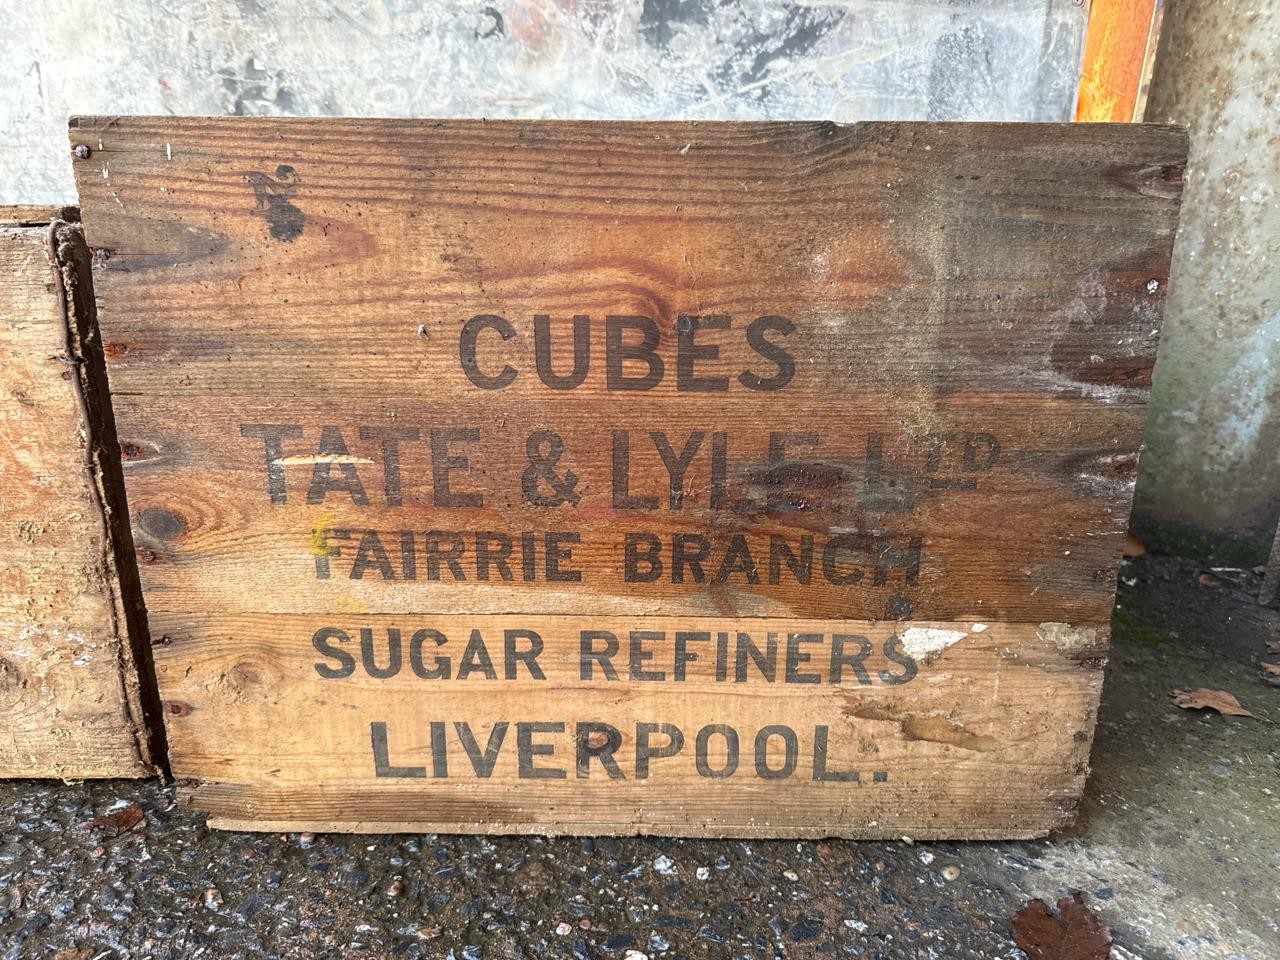 CUBES
TATE & LYLE LTD
FAIRRIE BRANCH
SUGAR REFINERS
LIVERPOOL.